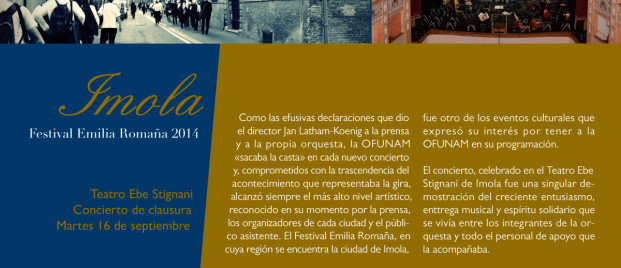 Imola
Festival Emilia Romaña 2014
Teatro Ebe Stignani
Concierto de clausura
Martes 16 de septiembre
Como las efusivas declaraciones que dio
el director Jan Latham-Koenig a la prensa
y a la propia orquesta, la OFUNAM
«sacaba la casta» en cada nuevo concierto
y, comprometidos con la trascendencia del
acontecimiento que representaba la gira,
alcanzó siempre el más alto nivel artístico,
reconocido en su momento por la prensa,
los organizadores de cada ciudad y el públi-
co asistente. El Festival Emilia Romaña, en
cuya región se encuentra la ciudad de Imola,
fue otro de los eventos culturales que
expresó su interés por tener a la
OFUNAM en su programación.
El concierto, celebrado en el Teatro Ebe
Stignani de Imola fue una singular de-
mostración del creciente entusiasmo,
enttrega musical y espíritu solidario que
se vivía entre los integrantes de la or-
questa y todo el personal de apoyo que
la acompañaba.